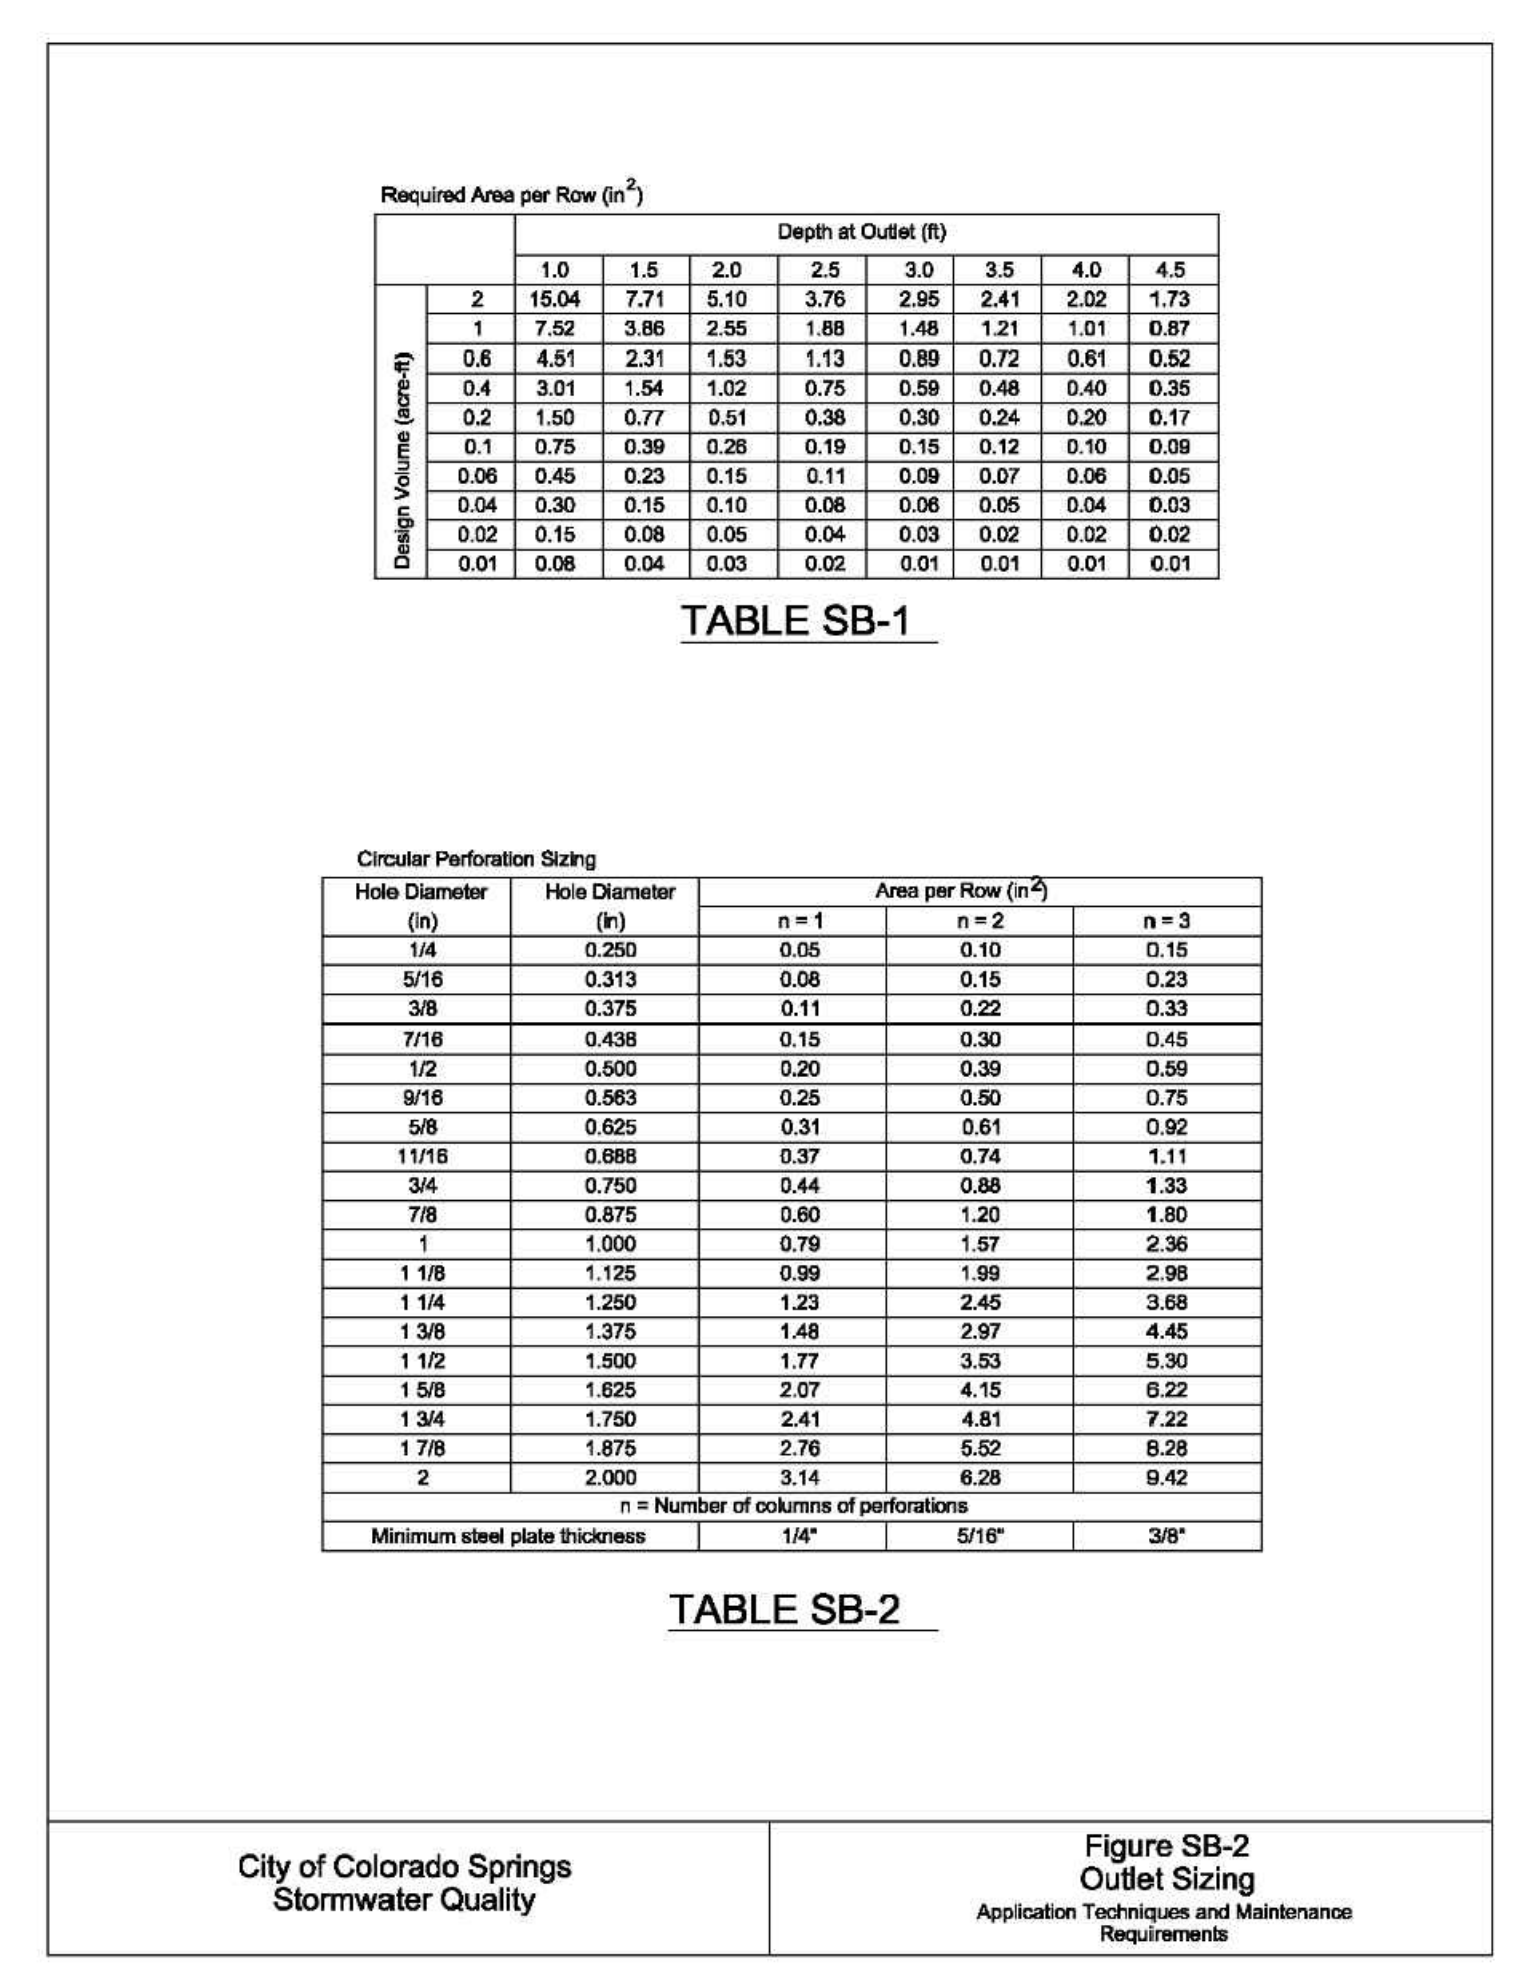 Required Area per Row (in2)
Depth at Outlet (ft)
1.0 1.5 2.0 2.5 3.0 3.5 4.0 4.5
Design Volume (acre-ft)
2 15.04 7.71 5.10 3.76 2.95 2.41 2.02 1.73
1 7.52 3.86 2.55 1.88 1.48 1.21 1.01 0.87
0.6 4.51 2.31 1.53 1.13 0.89 0.72 0.61 0.52
0.4 3.01 1.54 1.02 0.75 0.59 0.48 0.40 0.35
0.2 1.50 0.77 0.51 0.38 0.30 0.24 0.20 0.17
0.1 0.75 0.39 0.26 0.19 0.15 0.12 0.10 0.09
0.06 0.45 0.23 0.15 0.11 0.09 0.07 0.06 0.05
0.04 0.30 0.15 0.10 0.08 0.06 0.05 0.04 0.03
0.02 0.15 0.08 0.05 0.04 0.03 0.02 0.02 0.02
0.01 0.08 0.04 0.03 0.02 0.01 0.01 0.01 0.01
TABLE SB-1
Circular Perforation Sizing
Hole Diameter Hole Diameter Area per Row (in2)
(in) (in) n = 1 n = 2 n = 3
1/4 0.250 0.05 0.10 0.15
5/16 0.313 0.08 0.15 0.23
3/8 0.375 0.11 0.22 0.33
7/16 0.438 0.15 0.30 0.45
1/2 0.500 0.20 0.39 0.59
9/16 0.563 0.25 0.50 0.75
5/8 0.625 0.31 0.61 0.92
11/16 0.688 0.37 0.74 1.11
3/4 0.750 0.44 0.88 1.33
7/8 0.875 0.60 1.20 1.80
1 1.000 0.79 1.57 2.36
1 1/8 1.125 0.99 1.99 2.98
1 1/4 1.250 1.23 2.45 3.68
1 3/8 1.375 1.48 2.97 4.45
1 1/2 1.500 1.77 3.53 5.30
1 5/8 1.625 2.07 4.15 6.22
1 3/4 1.750 2.41 4.81 7.22
1 7/8 1.875 2.76 5.52 8.28
2 2.000 3.14 6.28 9.42
n = Number of columns of perforations
Minimum steel plate thickness 1/4" 5/16" 3/8"
TABLE SB-2
City of Colorado Springs
Stormwater Quality
Figure SB-2
Outlet Sizing
Application Techniques and Maintenance
Requirements